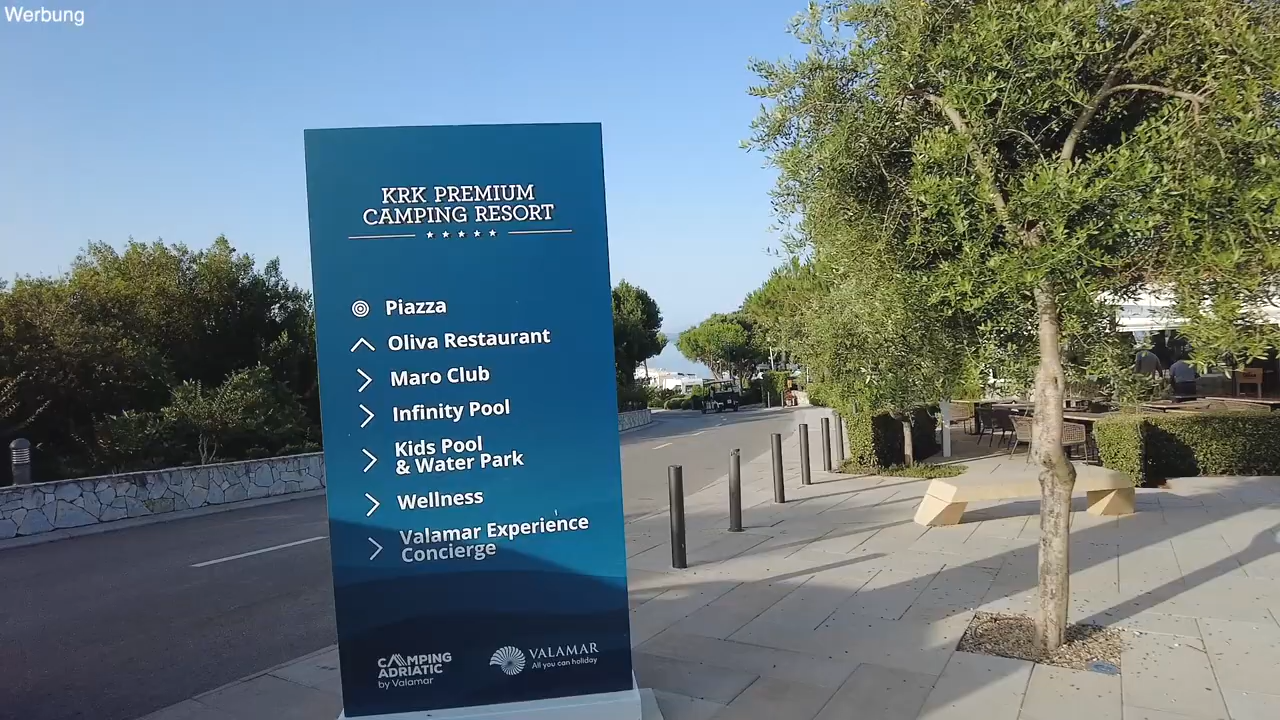 Werbung
KRK PREMIUM
CAMPING RESORT
Piazza
Oliva Restaurant
Maro Club
Infinity Pool
Kids Pool
& Water Park
Wellness
Valamar Experience
Concierge
CAMPING
ADRIATIC
by Valamar
VALAMAR
All you can holiday